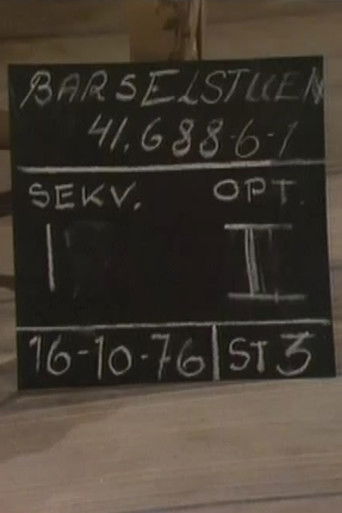 BARSELSTUEN
41.688-6-1
SEKV. OPT.
I II
16-10-76 ST 3